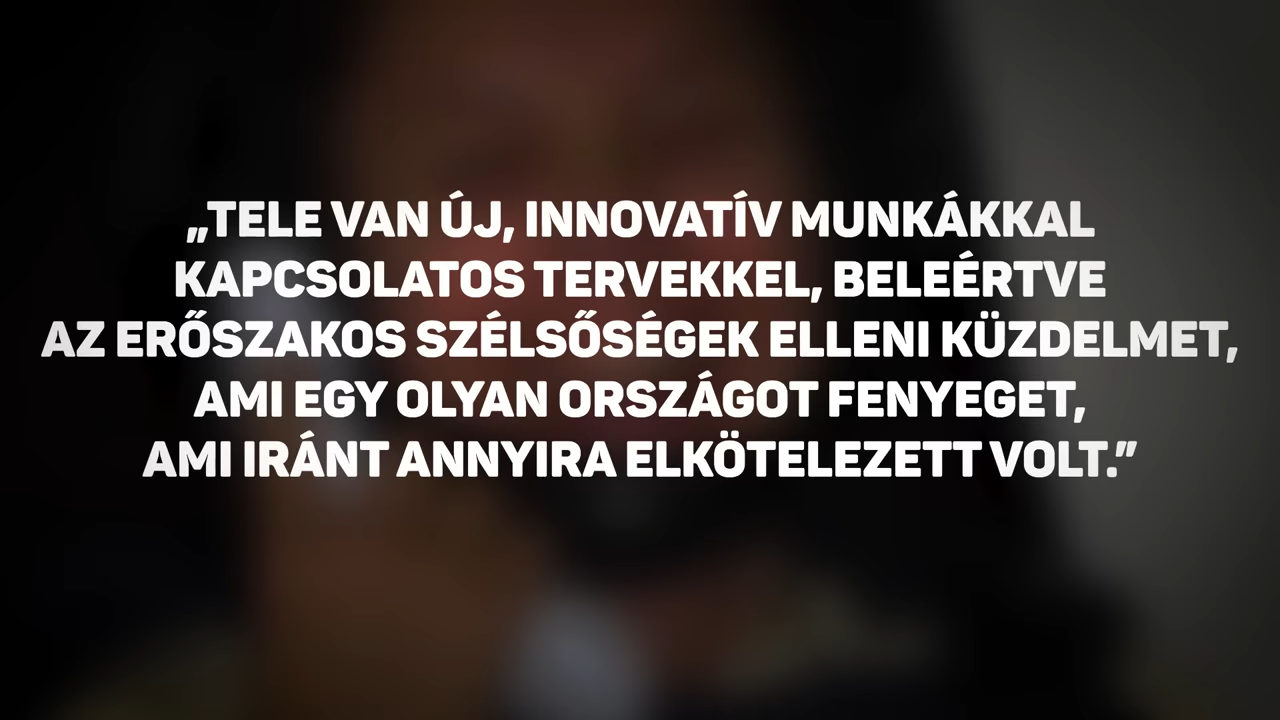 „TELE VAN ÚJ, INNOVATÍV MUNKÁKKAL
KAPCSOLATOS TERVEKKEL, BELEÉRTVE
AZ ERŐSZAKOS SZÉLSŐSÉGEK ELLENI KÜZDELMET,
AMI EGY OLYAN ORSZÁGOT FENYEGET,
AMI IRÁNT ANNYIRA ELKÖTELEZETT VOLT.”